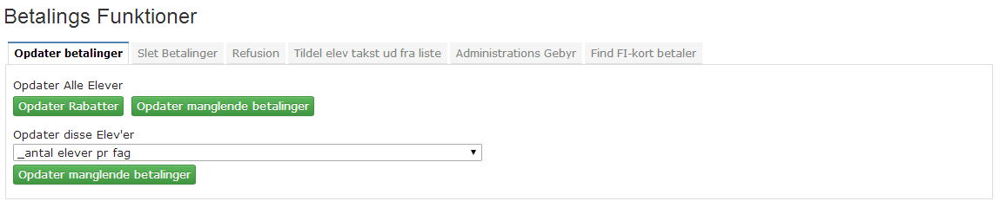 Betalings Funktioner
Opdater betalinger Slet Betalinger Refusion Tildel elev takst ud fra liste Administrations Gebyr Find FI-kort betaler
Opdater Alle Elever
Opdater Rabatter Opdater manglende betalinger
Opdater disse Elev'er
_antal elever pr fag
Opdater manglende betalinger